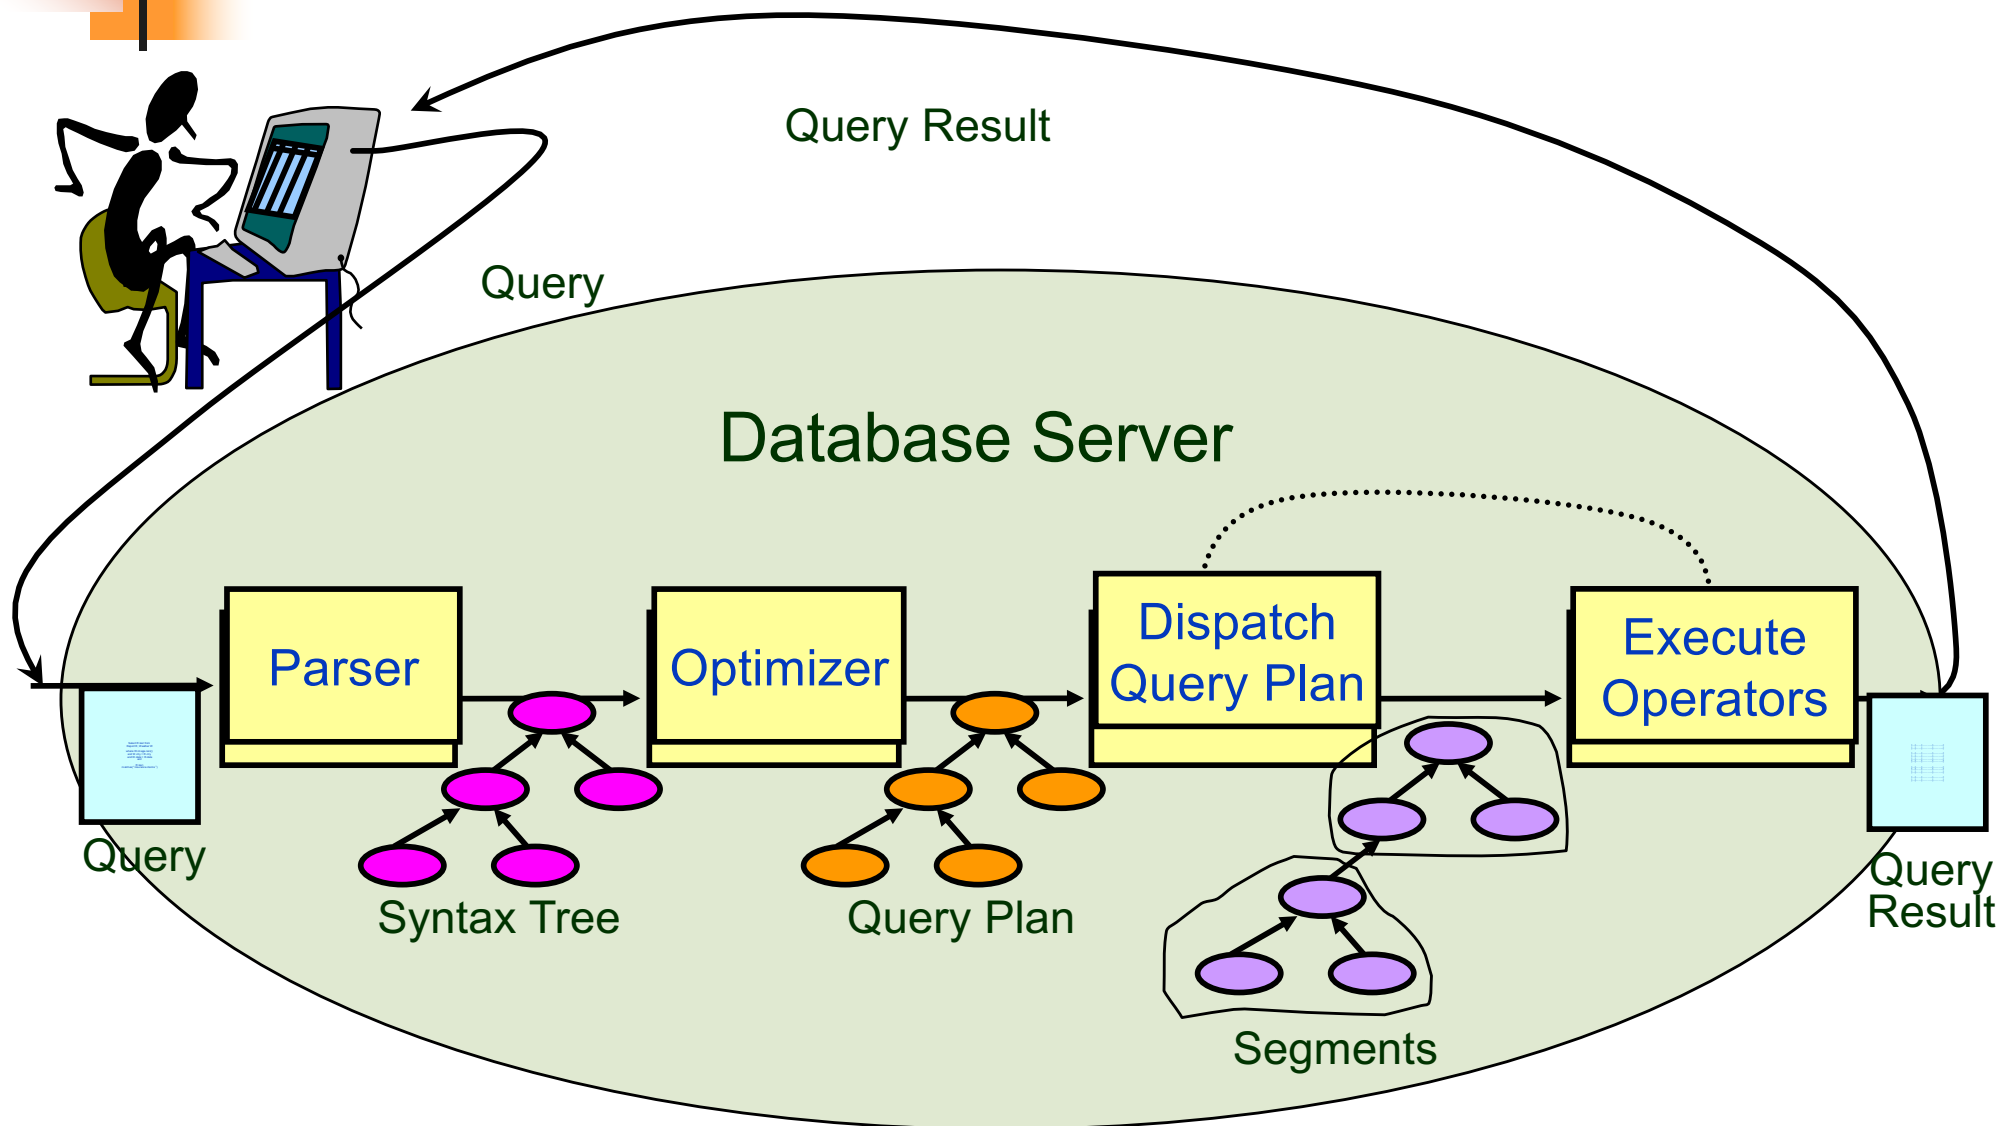 Query Result
Query
Database Server
Parser
Optimizer
Dispatch
Query Plan
Execute
Operators
Query
Syntax Tree
Query Plan
Segments
Query
Result